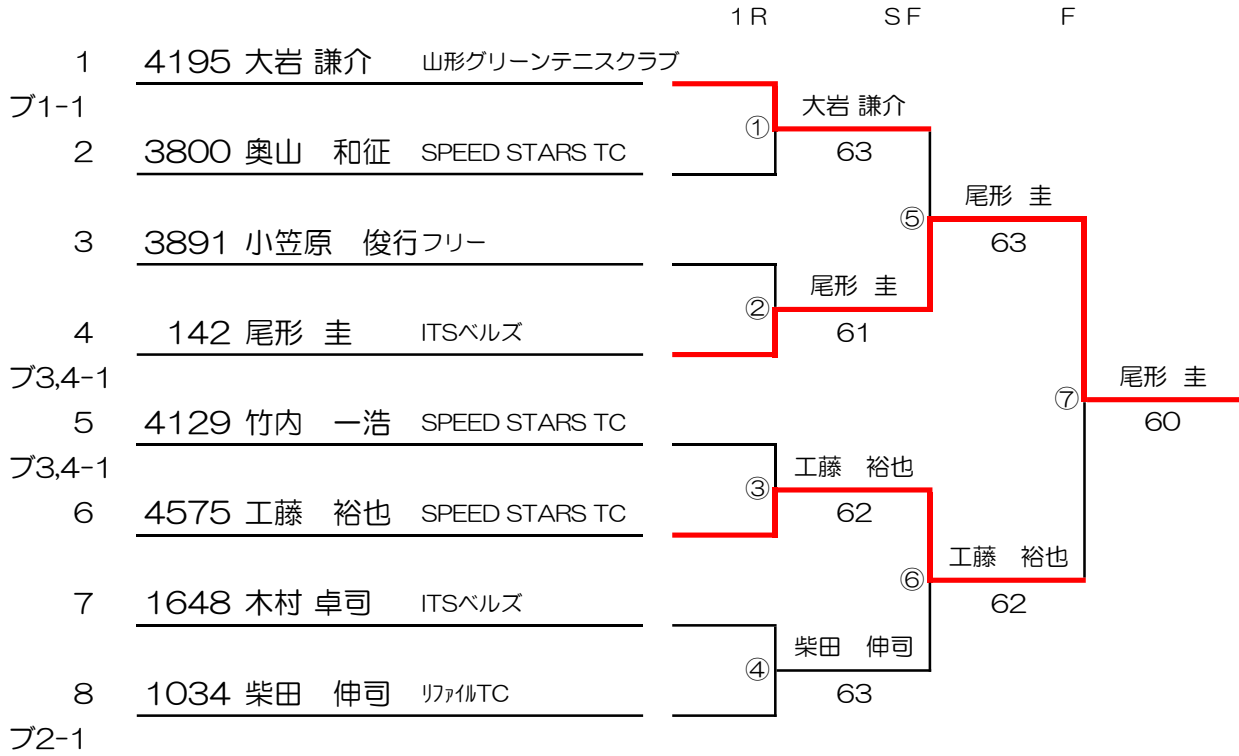 1R SF F
1 4195 大岩 謙介 山形グリーンテニスクラブ
ブ1-1 大岩 謙介
①
2 3800 奥山 和征 SPEED STARS TC 63
尾形 圭
⑤
3 3891 小笠原 俊行 フリー 63
尾形 圭
②
4 142 尾形 圭 ITSベルズ 61
ブ3,4-1 尾形 圭
⑦
5 4129 竹内 一浩 SPEED STARS TC 60
ブ3,4-1 工藤 裕也
③
6 4575 工藤 裕也 SPEED STARS TC 62
工藤 裕也
⑥
7 1648 木村 卓司 ITSベルズ 62
柴田 伸司
④
8 1034 柴田 伸司 ﾘﾌｧｲﾙTC 63
ブ2-1